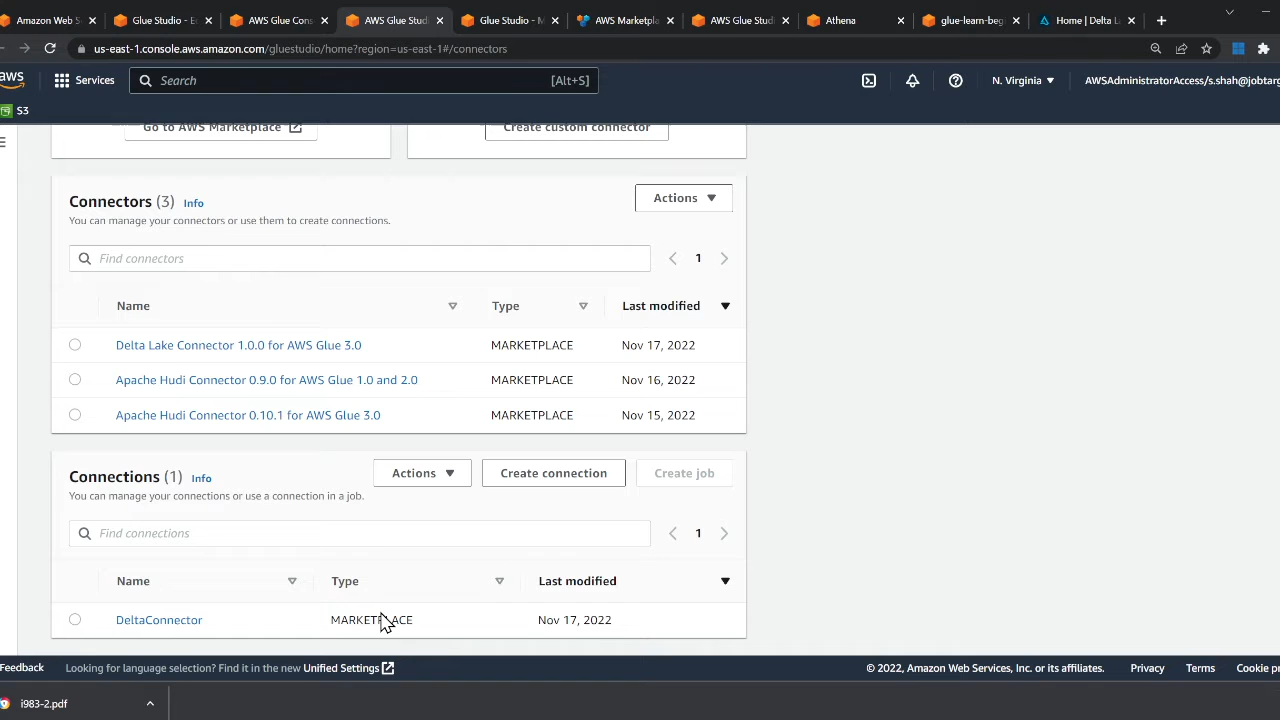 Amazon Web S
Glue Studio - Ec
AWS Glue Cons
AWS Glue Studi
Glue Studio - M
AWS Marketpla
AWS Glue Studi
Athena
glue-learn-beg
Home | Delta L
us-east-1.console.aws.amazon.com/gluestudio/home?region=us-east-1#/connectors
aws
Services
Search
[Alt+S]
N. Virginia
AWSAdministratorAccess/s.shah@jobtarg
S3
Go to AWS Marketplace
Create custom connector
Connectors (3) Info
Actions
You can manage your connectors or use them to create connections.
Find connectors
1
Name Type Last modified
Delta Lake Connector 1.0.0 for AWS Glue 3.0 MARKETPLACE Nov 17, 2022
Apache Hudi Connector 0.9.0 for AWS Glue 1.0 and 2.0 MARKETPLACE Nov 16, 2022
Apache Hudi Connector 0.10.1 for AWS Glue 3.0 MARKETPLACE Nov 15, 2022
Connections (1) Info
Actions
Create connection
Create job
You can manage your connections or use a connection in a job.
Find connections
1
Name Type Last modified
DeltaConnector MARKETPLACE Nov 17, 2022
Feedback
Looking for language selection? Find it in the new Unified Settings
© 2022, Amazon Web Services, Inc. or its affiliates.
Privacy
Terms
Cookie pr
i983-2.pdf